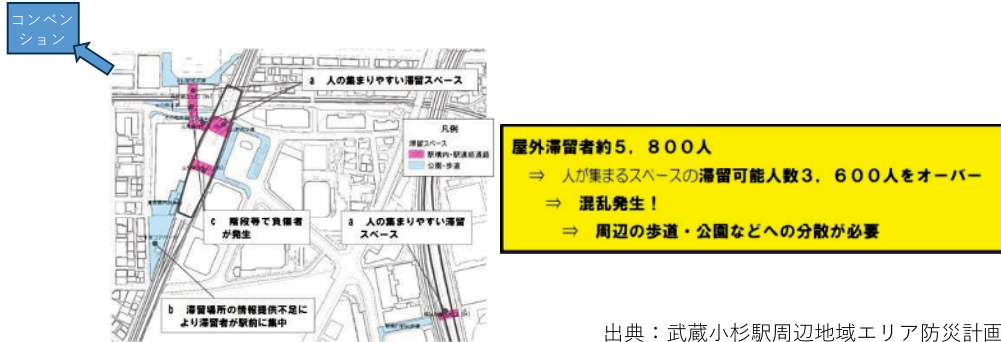 コンベン
ション
a 人の集まりやすい滞留スペース
凡例
滞留スペース
駅構内・駅連絡通路
公園・歩道
c 階段等で負傷者
が発生
a 人の集まりやすい滞留
スペース
b 滞留場所の情報提供不足に
より滞留者が駅前に集中
屋外滞留者約5，800人
⇒ 人が集まるスペースの滞留可能人数3，600人をオーバー
⇒ 混乱発生！
⇒ 周辺の歩道・公園などへの分散が必要
出典：武蔵小杉駅周辺地域エリア防災計画